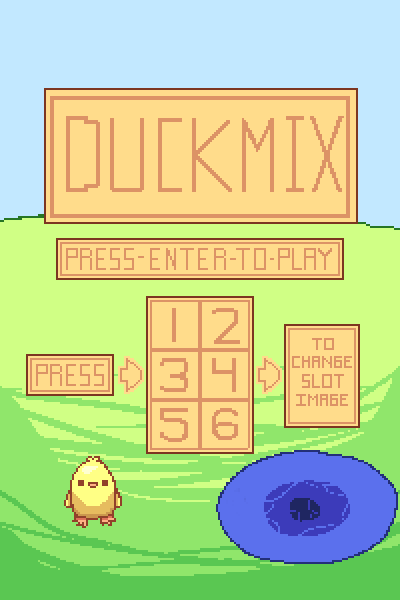 DUCKMIX
PRESS-ENTER-TO-PLAY
1 2
3 4
5 6
PRESS
TO
CHANGE
SLOT
IMAGE